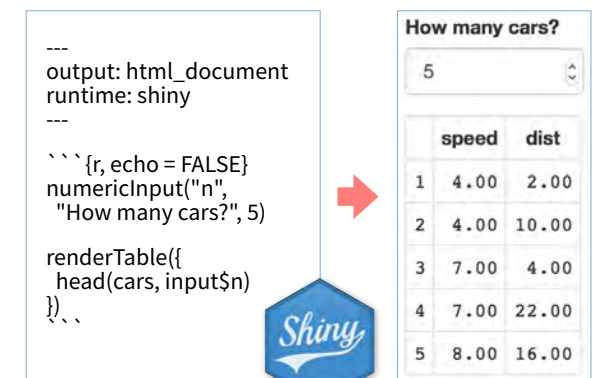 ---
output: html_document
runtime: shiny
---
```{r, echo = FALSE}
numericInput("n",
  "How many cars?", 5)
renderTable({
  head(cars, input$n)
})
```
Shiny
How many cars?
5
speed dist
1 4.00 2.00
2 4.00 10.00
3 7.00 4.00
4 7.00 22.00
5 8.00 16.00